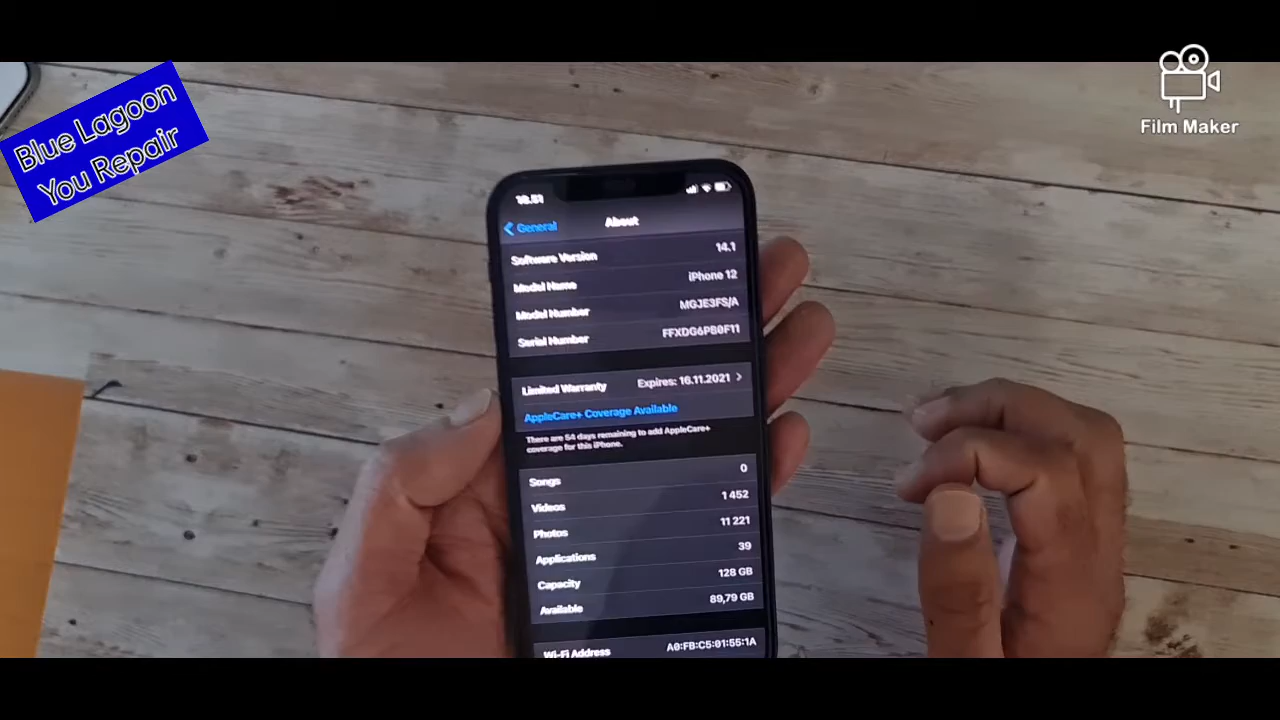 Blue Lagoon
You Repair
Film Maker
18.51
General
About
Software Version 14.1
Model Name iPhone 12
Model Number MGJE3FS/A
Serial Number FFXDG6PB0F11
Limited Warranty Expires: 16.11.2021
AppleCare+ Coverage Available
There are 54 days remaining to add AppleCare+
coverage for this iPhone.
Songs 0
Videos 1 452
Photos 11 221
Applications 39
Capacity 128 GB
Available 89,79 GB
Wi-Fi Address A0:FB:C5:01:55:1A